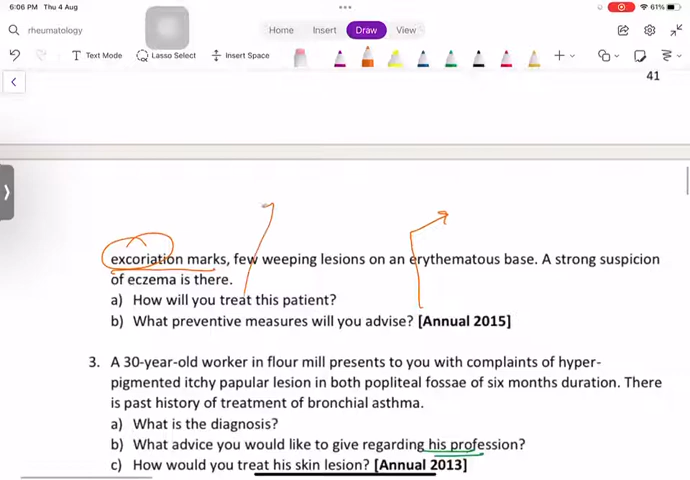 6:06 PM Thu 4 Aug
61%
rheumatology
Home Insert Draw View
Text Mode Lasso Select Insert Space
41
excoriation marks, few weeping lesions on an erythematous base. A strong suspicion
of eczema is there.
a) How will you treat this patient?
b) What preventive measures will you advise? [Annual 2015]
3. A 30-year-old worker in flour mill presents to you with complaints of hyper-
pigmented itchy papular lesion in both popliteal fossae of six months duration. There
is past history of treatment of bronchial asthma.
a) What is the diagnosis?
b) What advice you would like to give regarding his profession?
c) How would you treat his skin lesion? [Annual 2013]